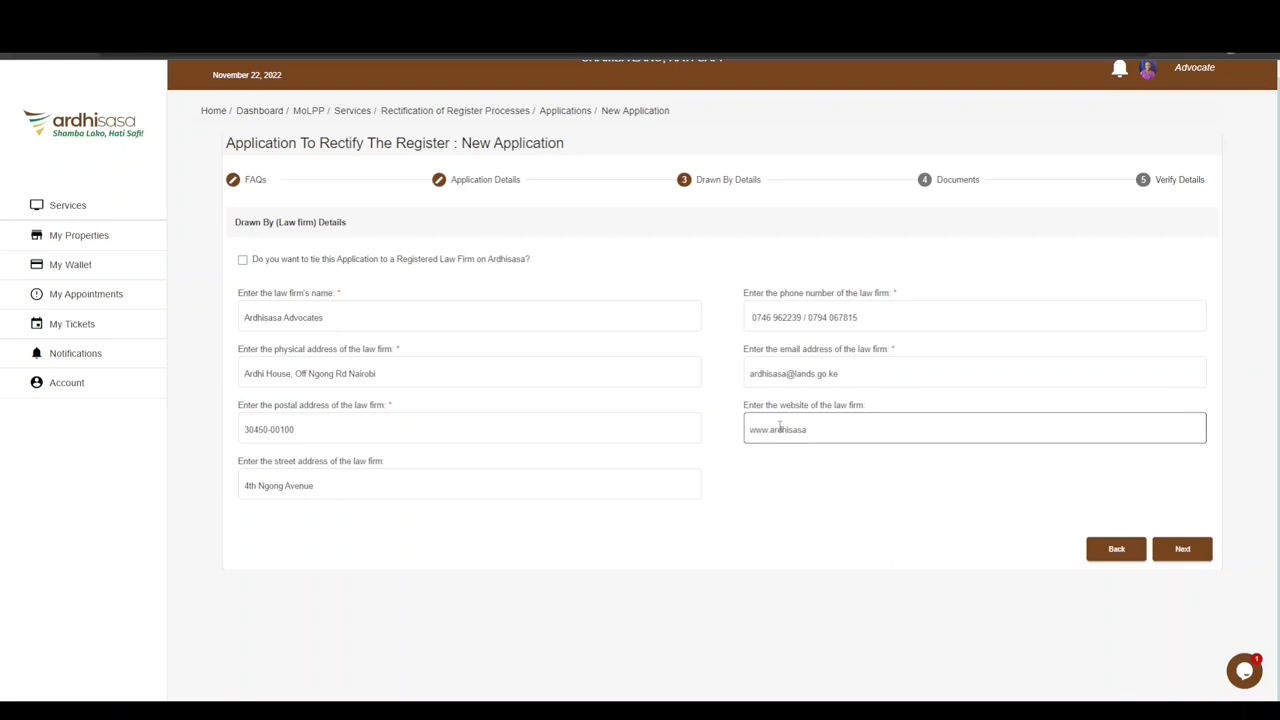 November 22, 2022
Advocate
ardhisasa
Shamba Lako, Hati Safi!
Services
My Properties
My Wallet
My Appointments
My Tickets
Notifications
Account
Home / Dashboard / MoLPP / Services / Rectification of Register Processes / Applications / New Application
Application To Rectify The Register : New Application
FAQs
Application Details
3 Drawn By Details
4 Documents
5 Verify Details
Drawn By (Law firm) Details
Do you want to tie this Application to a Registered Law Firm on Ardhisasa?
Enter the law firm's name: *
Ardhisasa Advocates
Enter the phone number of the law firm: *
0746 962239 / 0794 067815
Enter the physical address of the law firm: *
Ardhi House, Off Ngong Rd Nairobi
Enter the email address of the law firm: *
ardhisasa@lands.go.ke
Enter the postal address of the law firm: *
30450-00100
Enter the website of the law firm:
www.ardhisasa
Enter the street address of the law firm:
4th Ngong Avenue
Back
Next
1